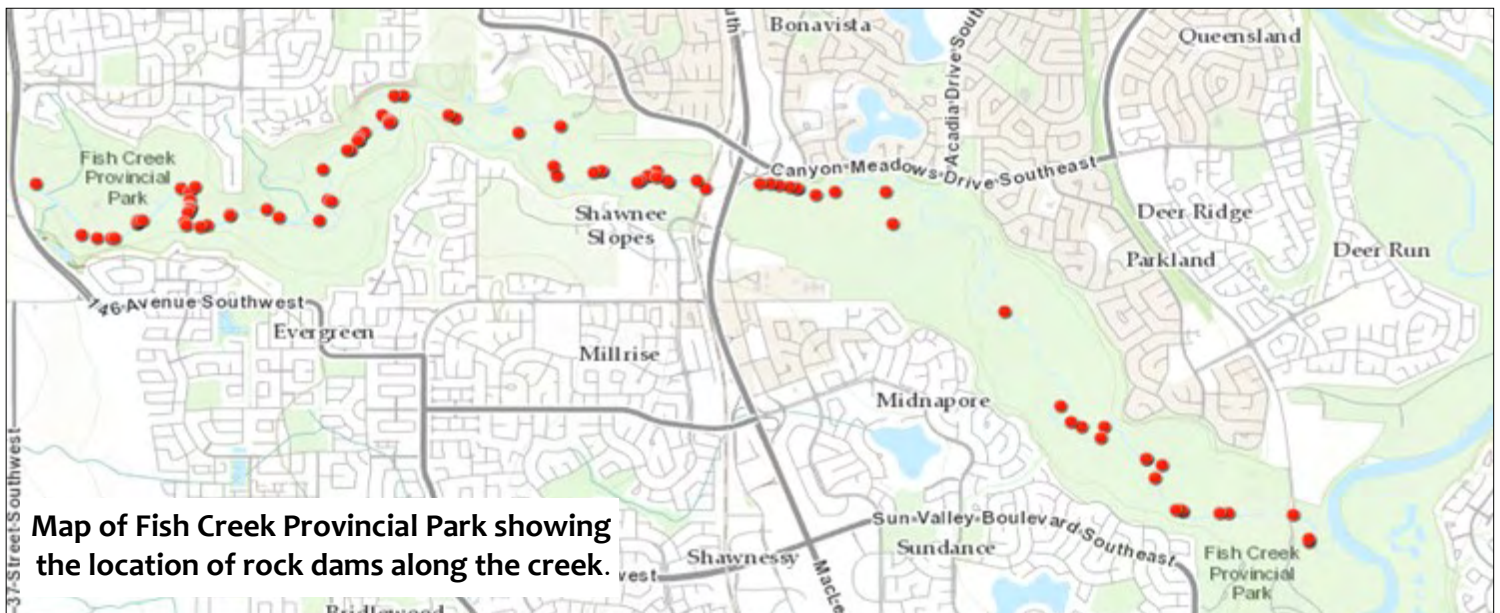 Bonavista
Queensland
Acadia Drive South
Canyon Meadows Drive Southeast
Fish Creek
Provincial
Park
Shawnee
Slopes
Deer Ridge
Deer Run
Parkland
146 Avenue Southwest
Evergreen
Millrise
Midnapore
37 Street Southwest
Map of Fish Creek Provincial Park showing
the location of rock dams along the creek.
west
Shawnessy
Sun Valley Boulevard Southeast
Sundance
Fish Creek
Provincial
Park
Macle
Bridlewood